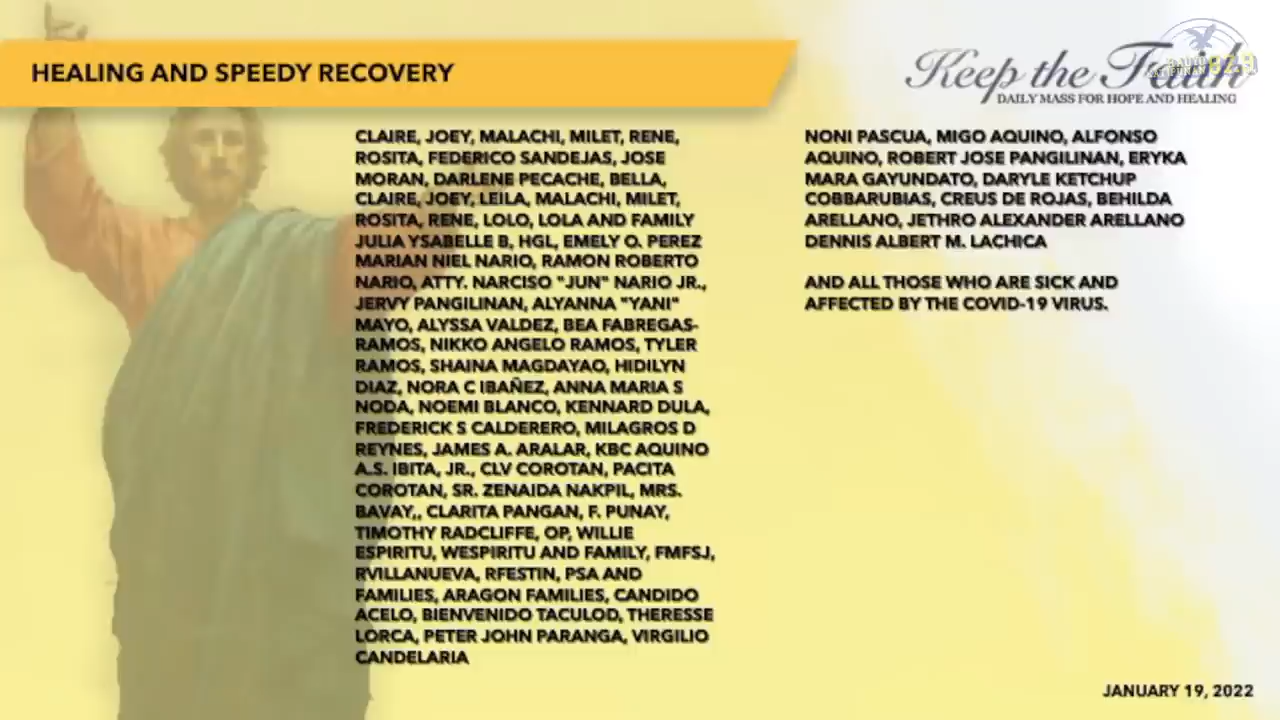 HEALING AND SPEEDY RECOVERY
Keep the Faith
DAILY MASS FOR HOPE AND HEALING
CLAIRE, JOEY, MALACHI, MILET, RENE,
ROSITA, FEDERICO SANDEJAS, JOSE
MORAN, DARLENE PECACHE, BELLA,
CLAIRE, JOEY, LEILA, MALACHI, MILET,
ROSITA, RENE, LOLO, LOLA AND FAMILY
JULIA YSABELLE B, HGL, EMELY O. PEREZ
MARIAN NIEL NARIO, RAMON ROBERTO
NARIO, ATTY. NARCISO "JUN" NARIO JR.,
JERVY PANGILINAN, ALYANNA "YANI"
MAYO, ALYSSA VALDEZ, BEA FABREGAS-
RAMOS, NIKKO ANGELO RAMOS, TYLER
RAMOS, SHAINA MAGDAYAO, HIDILYN
DIAZ, NORA C IBAÑEZ, ANNA MARIA S
NODA, NOEMI BLANCO, KENNARD DULA,
FREDERICK S CALDERERO, MILAGROS D
REYNES, JAMES A. ARALAR, KBC AQUINO
A.S. IBITA, JR., CLV COROTAN, PACITA
COROTAN, SR. ZENAIDA NAKPIL, MRS.
BAVAY,, CLARITA PANGAN, F. PUNAY,
TIMOTHY RADCLIFFE, OP, WILLIE
ESPIRITU, WESPIRITU AND FAMILY, FMFSJ,
RVILLANUEVA, RFESTIN, PSA AND
FAMILIES, ARAGON FAMILIES, CANDIDO
ACELO, BIENVENIDO TACULOD, THERESSE
LORCA, PETER JOHN PARANGA, VIRGILIO
CANDELARIA
NONI PASCUA, MIGO AQUINO, ALFONSO
AQUINO, ROBERT JOSE PANGILINAN, ERYKA
MARA GAYUNDATO, DARYLE KETCHUP
COBBARUBIAS, CREUS DE ROJAS, BEHILDA
ARELLANO, JETHRO ALEXANDER ARELLANO
DENNIS ALBERT M. LACHICA
AND ALL THOSE WHO ARE SICK AND
AFFECTED BY THE COVID-19 VIRUS.
JANUARY 19, 2022